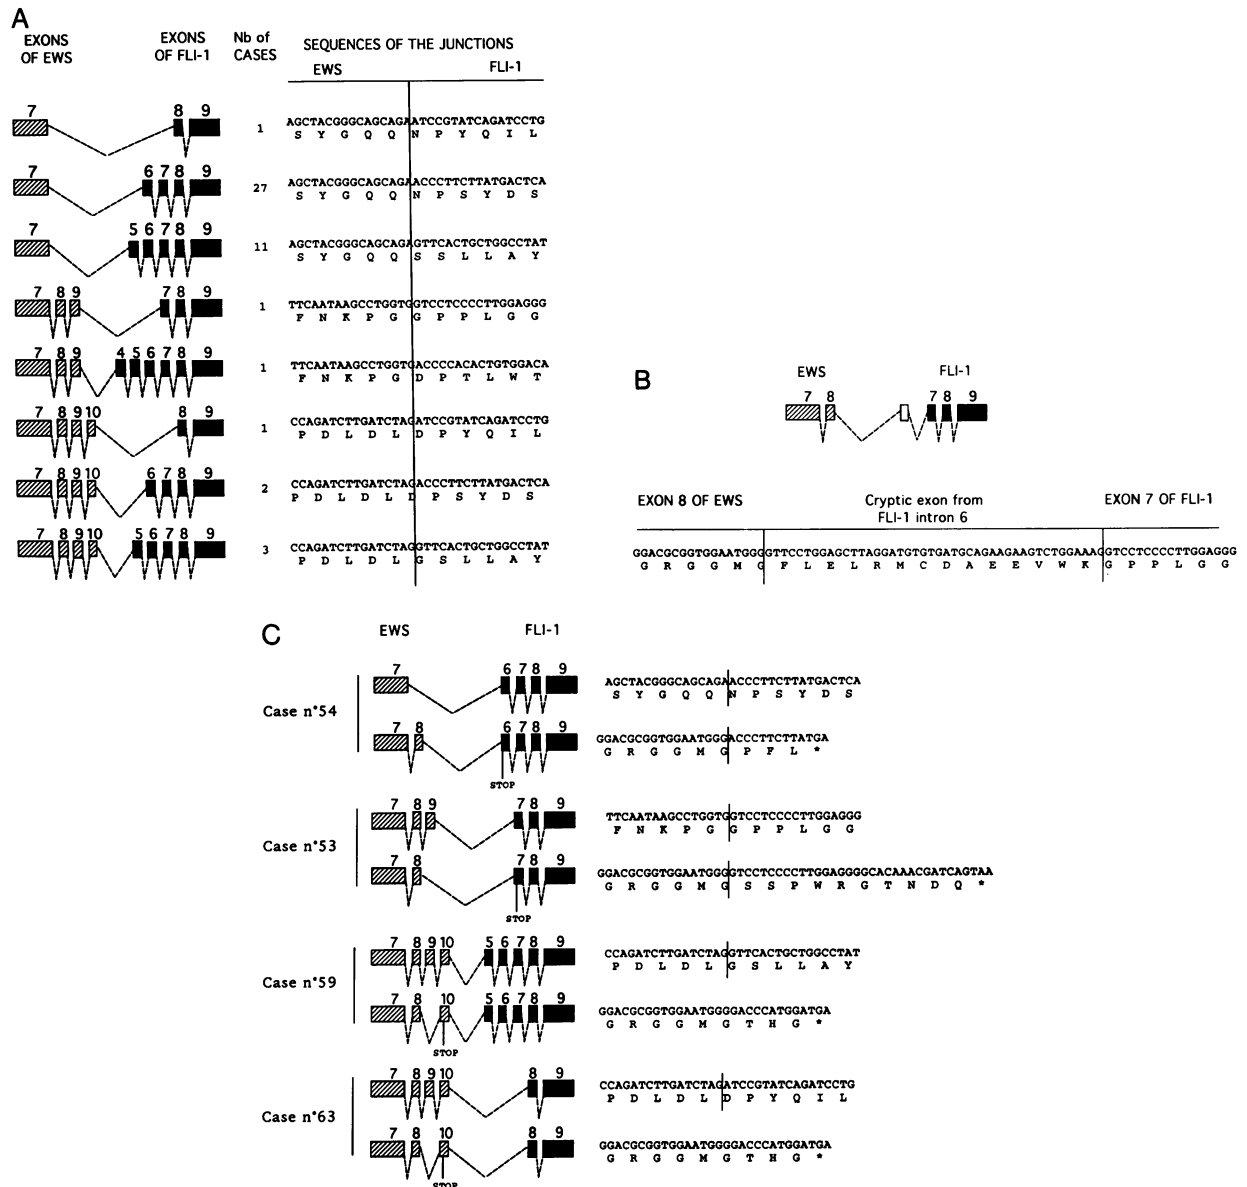 A
EXONS OF EWS
EXONS OF FLI-1
Nb of CASES
SEQUENCES OF THE JUNCTIONS
EWS FLI-1
7 8 9
1
AGCTACGGGCAGCAGAATCCGTATCAGATCCTG
S Y G Q Q N P Y Q I L
7 6 7 8 9
27
AGCTACGGGCAGCAGAACCCTTCTTATGACTCA
S Y G Q Q N P S Y D S
7 5 6 7 8 9
11
AGCTACGGGCAGCAGAGTTCACTGCTGGCCTAT
S Y G Q Q S S L L A Y
7 8 9 7 8 9
1
TTCAATAAGCCTGGTGGTCCTCCCCTTGGAGGG
F N K P G G P P L G G
7 8 9 4 5 6 7 8 9
1
TTCAATAAGCCTGGTGACCCCACACTGTGGACA
F N K P G D P T L W T
7 8 9 10 8 9
1
CCAGATCTTGATCTAGATCCGTATCAGATCCTG
P D L D L D P Y Q I L
7 8 9 10 6 7 8 9
2
CCAGATCTTGATCTAGACCCTTCTTATGACTCA
P D L D L D P S Y D S
7 8 9 10 5 6 7 8 9
3
CCAGATCTTGATCTAGGTTCACTGCTGGCCTAT
P D L D L G S L L A Y
B
EWS FLI-1
7 8 7 8 9
EXON 8 OF EWS
Cryptic exon from
FLI-1 intron 6
EXON 7 OF FLI-1
GGACGCGGTGGAATGGGGTTCCTGGAGCTTAGGATGTGTGATGCAGAAGAAGTCTGGAAAGGTCCTCCCCTTGGAGGG
G R G G M G F L E L R M C D A E E V W K G P P L G G
C
EWS FLI-1
Case n°54
7 6 7 8 9
AGCTACGGGCAGCAGAACCCTTCTTATGACTCA
S Y G Q Q N P S Y D S
7 8 6 7 8 9
GGACGCGGTGGAATGGGACCCTTCTTATGA
G R G G M G P F L *
STOP
Case n°53
7 8 9 7 8 9
TTCAATAAGCCTGGTGGTCCTCCCCTTGGAGGG
F N K P G G P P L G G
7 8 7 8 9
GGACGCGGTGGAATGGGGTCCTCCCCTTGGAGGGGCACAAACGATCAGTAA
G R G G M G S S P W R G T N D Q *
STOP
Case n°59
7 8 9 10 5 6 7 8 9
CCAGATCTTGATCTAGGTTCACTGCTGGCCTAT
P D L D L G S L L A Y
7 8 10 5 6 7 8 9
GGACGCGGTGGAATGGGGACCCATGGATGA
G R G G M G T H G *
STOP
Case n°63
7 8 9 10 8 9
CCAGATCTTGATCTAGATCCGTATCAGATCCTG
P D L D L D P Y Q I L
7 8 10 8 9
GGACGCGGTGGAATGGGGACCCATGGATGA
G R G G M G T H G *
STOP